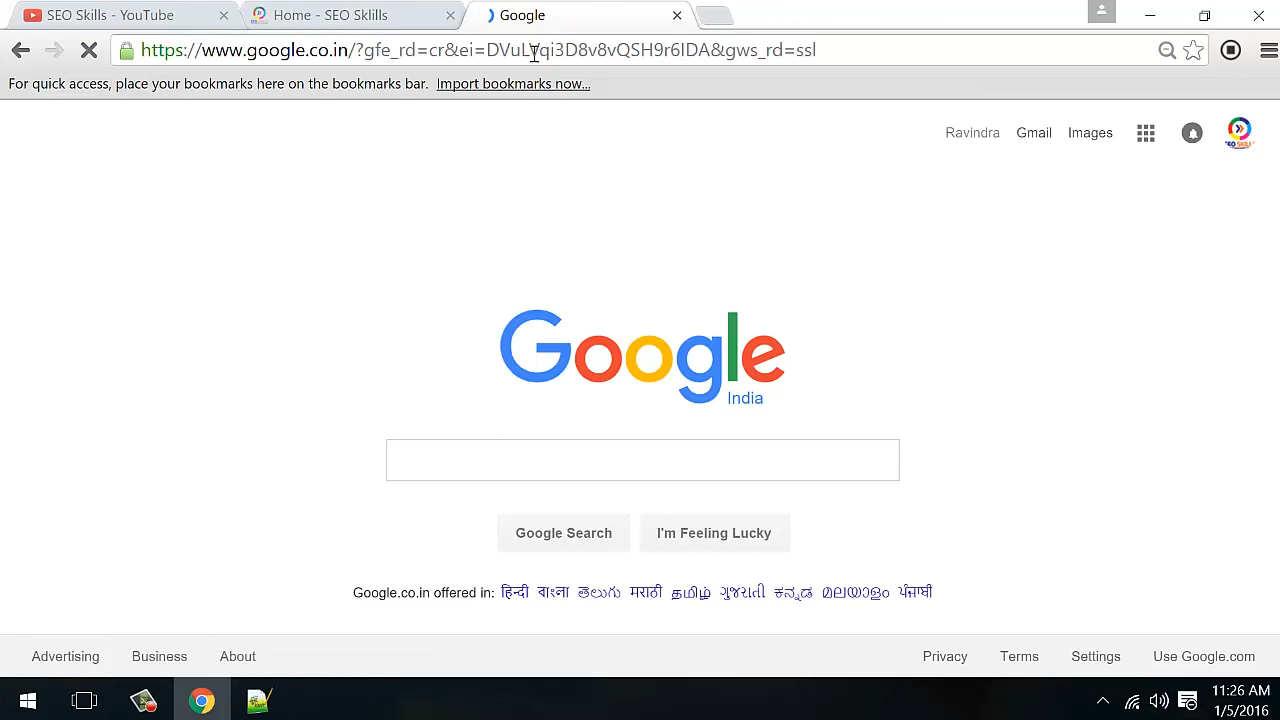 SEO Skills - YouTube
Home - SEO Sklills
Google
https://www.google.co.in/?gfe_rd=cr&ei=
qi3D8v8vQSH9r6IDA&gws_rd=ssl
For quick access, place your bookmarks here on the bookmarks bar. Import bookmarks now...
Ravindra Gmail Images
SEO SKILL
Google
India
Google Search I'm Feeling Lucky
Google.co.in offered in: हिन्दी বাংলা తెలుగు मराठी தமிழ் ગુજરાતી ಕನ್ನಡ മലയാളം ਪੰਜਾਬੀ
Advertising Business About Privacy Terms Settings Use Google.com
11:26 AM
1/5/2016